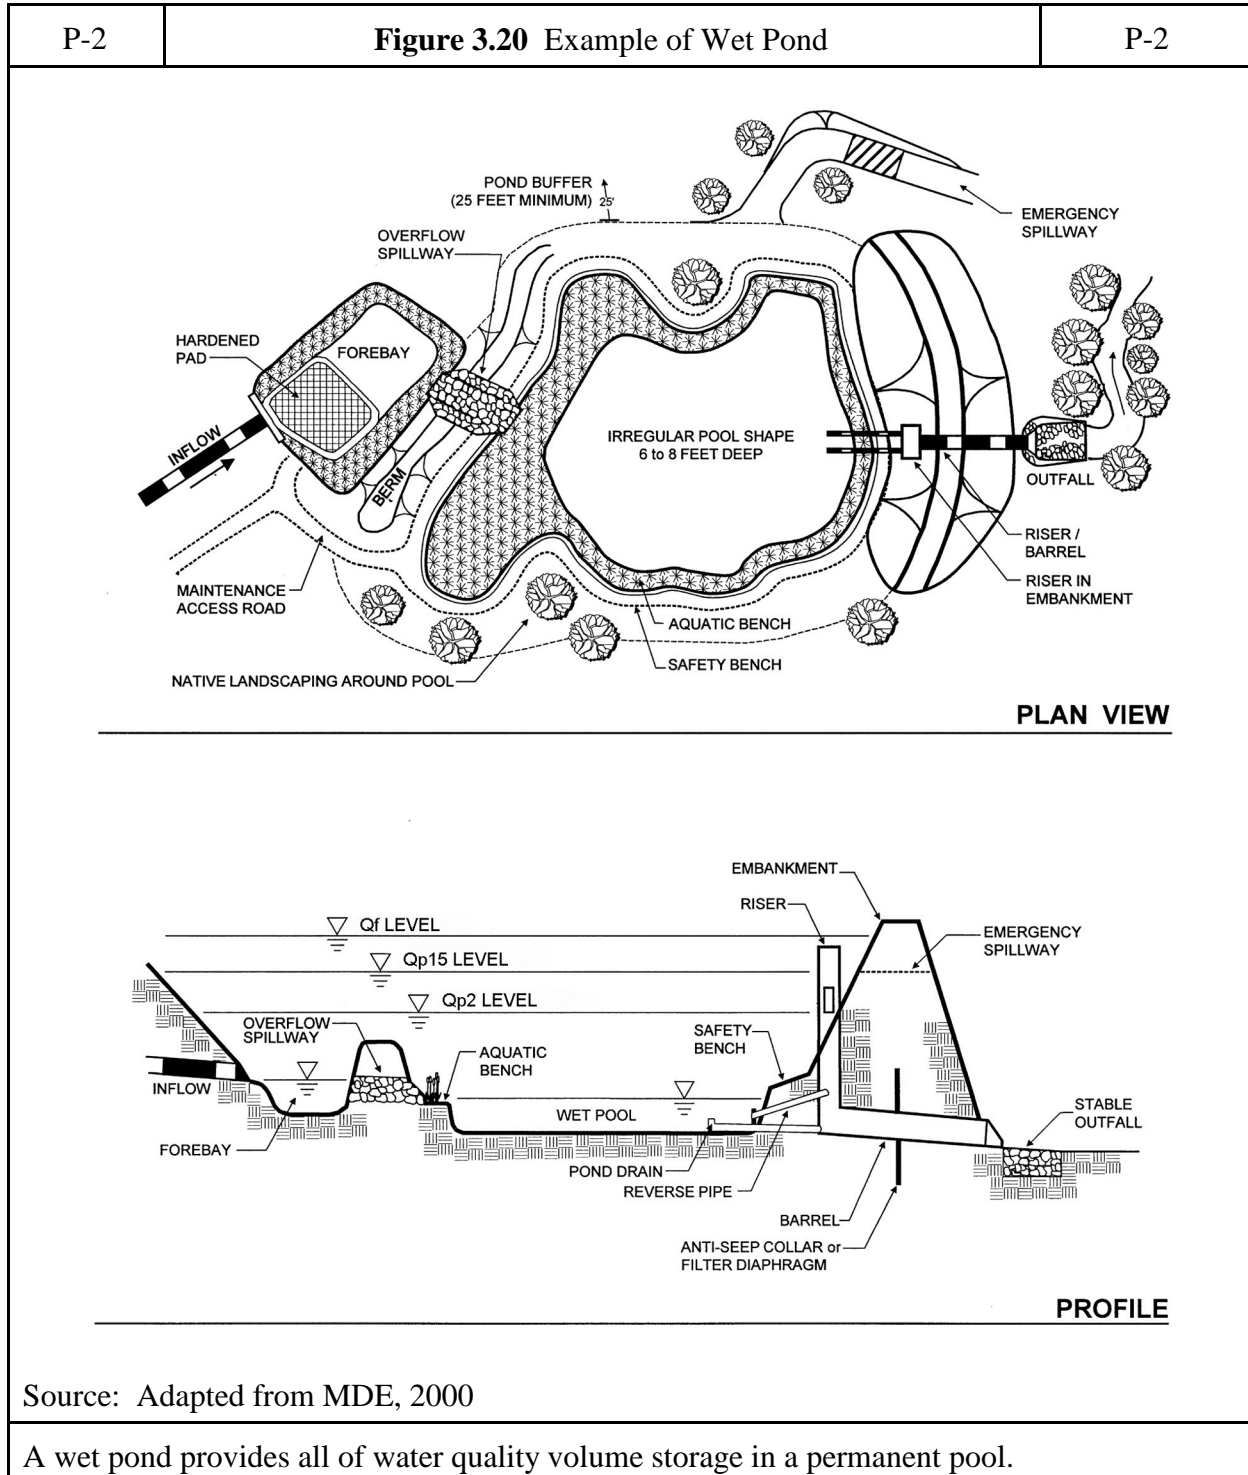 P-2
Figure 3.20 Example of Wet Pond
P-2
POND BUFFER
(25 FEET MINIMUM)
25'
EMERGENCY
SPILLWAY
OVERFLOW
SPILLWAY
HARDENED
PAD
FOREBAY
INFLOW
BERM
IRREGULAR POOL SHAPE
6 to 8 FEET DEEP
OUTFALL
RISER /
BARREL
RISER IN
EMBANKMENT
MAINTENANCE
ACCESS ROAD
AQUATIC BENCH
SAFETY BENCH
NATIVE LANDSCAPING AROUND POOL
PLAN VIEW
EMBANKMENT
RISER
Qf LEVEL
EMERGENCY
SPILLWAY
Qp15 LEVEL
Qp2 LEVEL
OVERFLOW
SPILLWAY
SAFETY
BENCH
AQUATIC
BENCH
INFLOW
WET POOL
STABLE
OUTFALL
FOREBAY
POND DRAIN
REVERSE PIPE
BARREL
ANTI-SEEP COLLAR or
FILTER DIAPHRAGM
PROFILE
Source: Adapted from MDE, 2000
A wet pond provides all of water quality volume storage in a permanent pool.